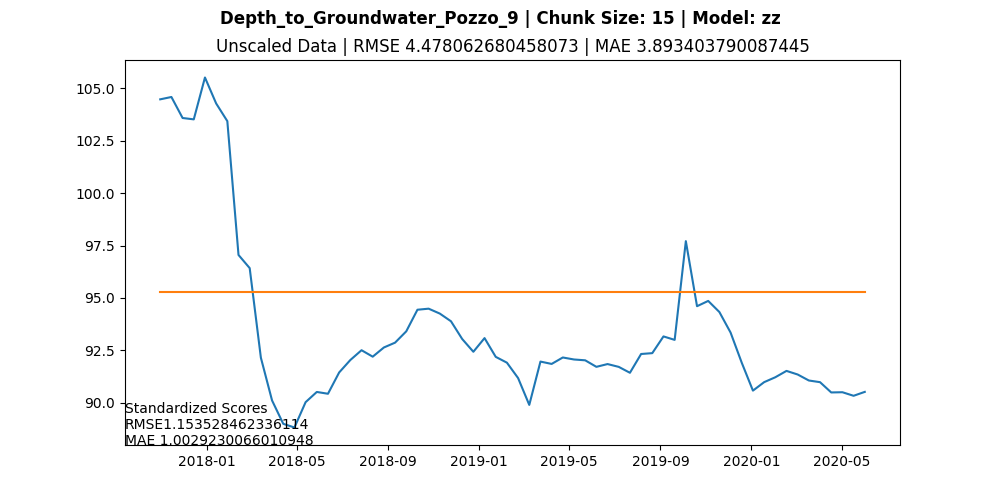 Depth_to_Groundwater_Pozzo_9 | Chunk Size: 15 | Model: zz
Unscaled Data | RMSE 4.478062680458073 | MAE 3.893403790087445
105.0
102.5
100.0
97.5
95.0
92.5
90.0
Standardized Scores
RMSE1.153528462336114
MAE 1.0029230066010948
2018-01 2018-05 2018-09 2019-01 2019-05 2019-09 2020-01 2020-05